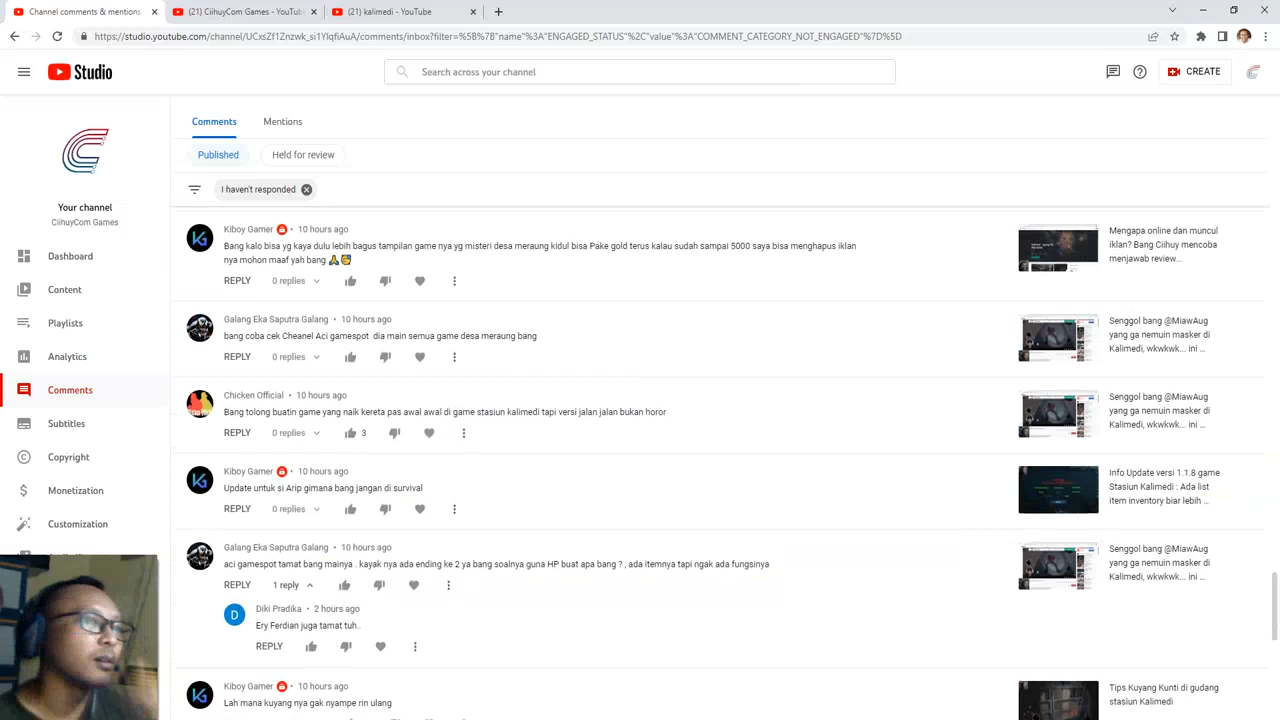 Channel comments & mentions
(21) CiihuyCom Games - YouTub
(21) kalimedi - YouTube
https://studio.youtube.com/channel/UCxsZf1Znzwk_si1YlqfiAuA/comments/inbox?filter=%5B%7B"name"%3A"ENGAGED_STATUS"%2C"value"%3A"COMMENT_CATEGORY_NOT_ENGAGED"%7D%5D
Studio
Search across your channel
CREATE
Your channel
CiihuyCom Games
Dashboard
Content
Playlists
Analytics
Comments
Subtitles
Copyright
Monetization
Customization
Comments
Mentions
Published
Held for review
I haven't responded
Kiboy Gamer • 10 hours ago
Bang kalo bisa yg kaya dulu lebih bagus tampilan game nya yg misteri desa meraung kidul bisa Pake gold terus kalau sudah sampai 5000 saya bisa menghapus iklan
nya mohon maaf yah bang 🙏
REPLY 0 replies
Mengapa online dan muncul
iklan? Bang Ciihuy mencoba
menjawab review...
Galang Eka Saputra Galang • 10 hours ago
bang coba cek Cheanel Aci gamespot dia main semua game desa meraung bang
REPLY 0 replies
Senggol bang @MiawAug
yang ga nemuin masker di
Kalimedi, wkwkwk... ini ...
Chicken Official • 10 hours ago
Bang tolong buatin game yang naik kereta pas awal awal di game stasiun kalimedi tapi versi jalan jalan bukan horor
REPLY 0 replies 3
Senggol bang @MiawAug
yang ga nemuin masker di
Kalimedi, wkwkwk... ini ...
Kiboy Gamer • 10 hours ago
Update untuk si Arip gimana bang jangan di survival
REPLY 0 replies
Info Update versi 1.1.8 game
Stasiun Kalimedi : Ada list
item inventory biar lebih ...
Galang Eka Saputra Galang • 10 hours ago
aci gamespot tamat bang mainya . kayak nya ada ending ke 2 ya bang soalnya guna HP buat apa bang ? , ada itemnya tapi ngak ada fungsinya
REPLY 1 reply
Senggol bang @MiawAug
yang ga nemuin masker di
Kalimedi, wkwkwk... ini ...
D
Diki Pradika • 2 hours ago
Ery Ferdian juga tamat tuh..
REPLY
Kiboy Gamer • 10 hours ago
Lah mana kuyang nya gak nyampe rin ulang
Tips Kuyang Kunti di gudang
stasiun Kalimedi